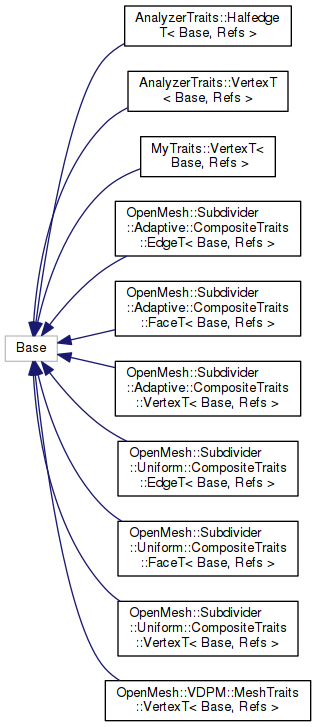 AnalyzerTraits::Halfedge
T< Base, Refs >
AnalyzerTraits::VertexT
< Base, Refs >
MyTraits::VertexT<
Base, Refs >
OpenMesh::Subdivider
::Adaptive::CompositeTraits
::EdgeT< Base, Refs >
OpenMesh::Subdivider
::Adaptive::CompositeTraits
::FaceT< Base, Refs >
Base
OpenMesh::Subdivider
::Adaptive::CompositeTraits
::VertexT< Base, Refs >
OpenMesh::Subdivider
::Uniform::CompositeTraits
::EdgeT< Base, Refs >
OpenMesh::Subdivider
::Uniform::CompositeTraits
::FaceT< Base, Refs >
OpenMesh::Subdivider
::Uniform::CompositeTraits
::VertexT< Base, Refs >
OpenMesh::VDPM::MeshTraits
::VertexT< Base, Refs >